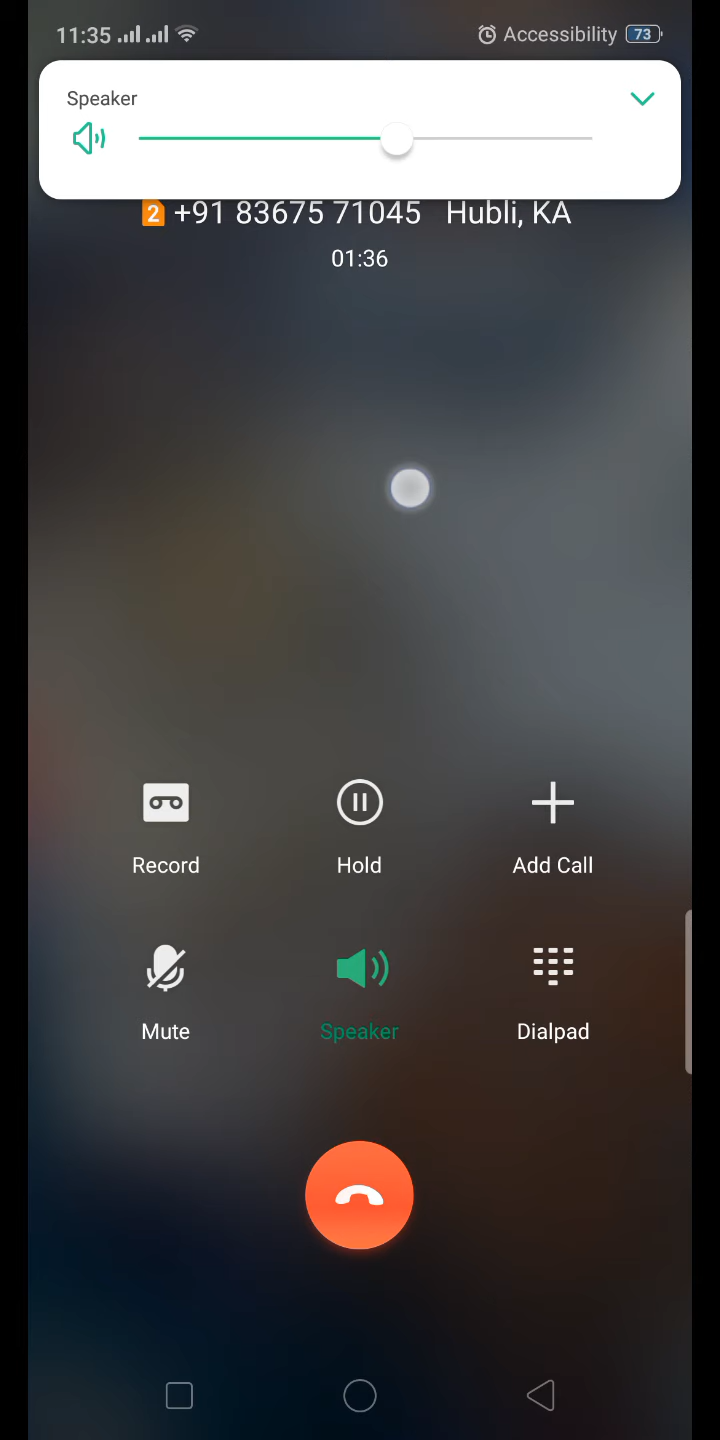 11:35 Accessibility 73
Speaker
2 +91 83675 71045 Hubli, KA
01:36
Record Hold Add Call
Mute Speaker Dialpad